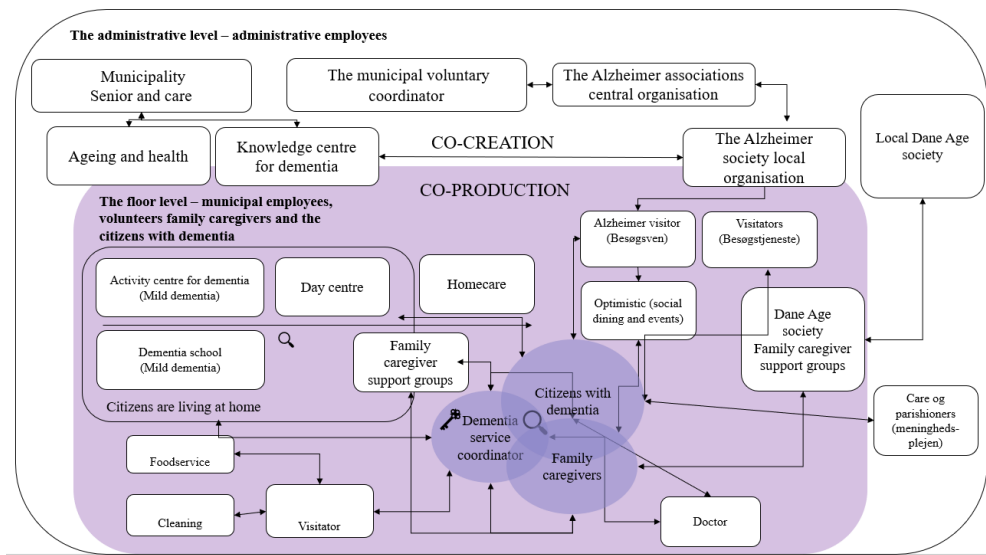 The administrative level – administrative employees
Municipality
Senior and care
The municipal voluntary
coordinator
The Alzheimer associations
central organisation
Local Dane Age
society
Ageing and health
Knowledge centre
for dementia
CO-CREATION
The Alzheimer
society local
organisation
CO-PRODUCTION
The floor level – municipal employees,
volunteers family caregivers and the
citizens with dementia
Alzheimer visitor
(Besøgsven)
Visitators
(Besøgstjeneste)
Activity centre for dementia
(Mild dementia)
Day centre
Homecare
Optimistic (social
dining and events)
Dane Age
society
Family caregiver
support groups
Dementia school
(Mild dementia)
Family
caregiver
support groups
Citizens are living at home
Citizens with
dementia
Dementia
service
coordinator
Family
caregivers
Care og
parishioners
(menigheds-
plejen)
Foodservice
Cleaning
Visitator
Doctor